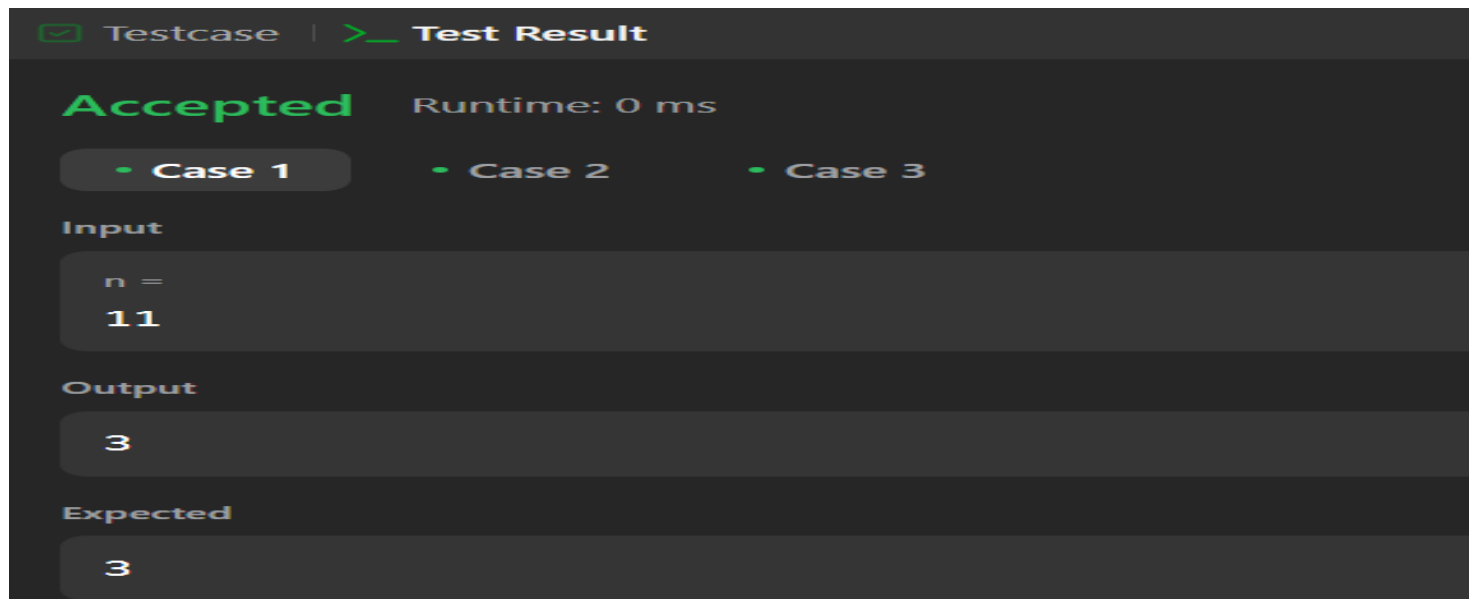 Testcase | >_ Test Result
Accepted Runtime: 0 ms
• Case 1 • Case 2 • Case 3
Input
n =
11
Output
3
Expected
3